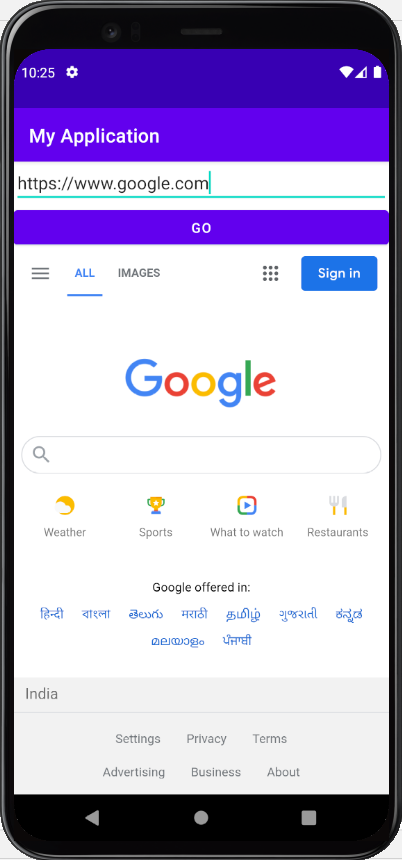 10:25
My Application
https://www.google.com
GO
ALL IMAGES Sign in
Google
Weather Sports What to watch Restaurants
Google offered in:
हिन्दी বাংলা తెలుగు मराठी தமிழ் ગુજરાતી ಕನ್ನಡ
മലയാളം ਪੰਜਾਬੀ
India
Settings Privacy Terms
Advertising Business About